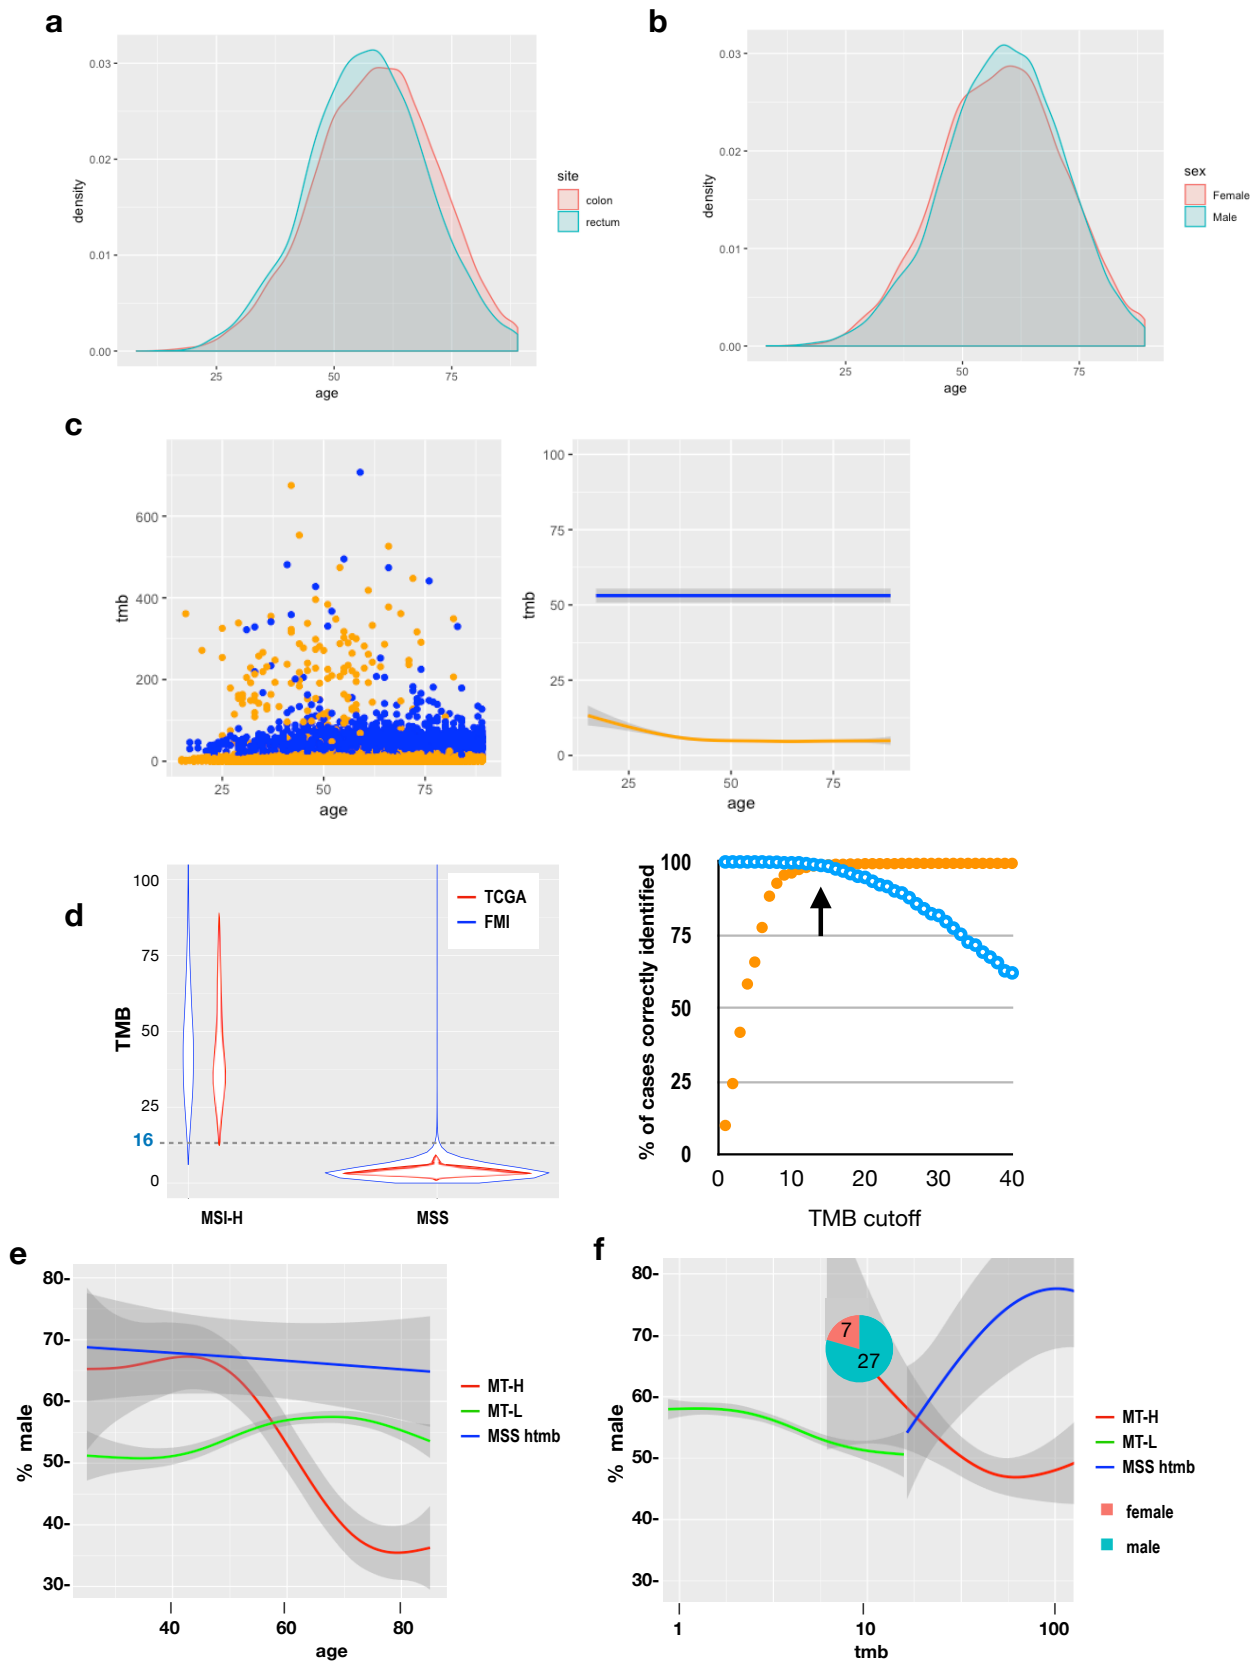 a
0.03
0.02
0.01
0.00
density
25
50
75
age
site
colon
rectum
b
0.03
0.02
0.01
0.00
density
25
50
75
age
sex
Female
Male
c
600
400
200
0
tmb
25
50
75
age
100
75
50
25
0
tmb
25
50
75
age
d
100
75
50
25
16
0
TMB
TCGA
FMI
MSI-H
MSS
100
75
50
25
0
% of cases correctly identified
0
10
20
30
40
TMB cutoff
e
80-
70-
60-
50-
40-
30-
% male
40
60
80
age
MT-H
MT-L
MSS htmb
f
80-
70-
60-
50-
40-
30-
% male
7
27
1
10
100
tmb
MT-H
MT-L
MSS htmb
female
male